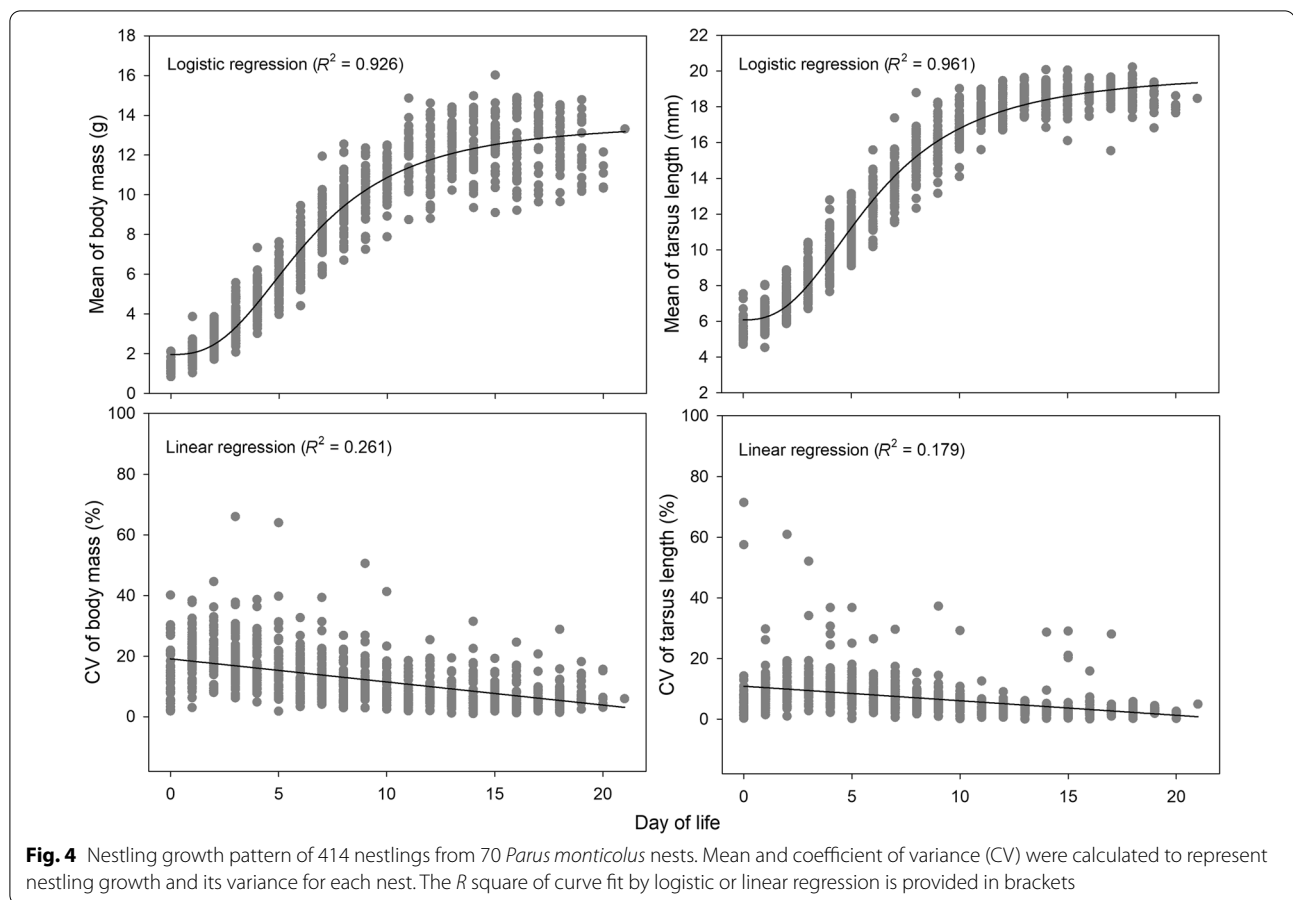 18
16
14
12
10
8
6
4
2
0
Mean of body mass (g)
Logistic regression (R² = 0.926)
22
20
18
16
14
12
10
8
6
4
2
Mean of tarsus length (mm)
Logistic regression (R² = 0.961)
100
80
60
40
20
0
CV of body mass (%)
Linear regression (R² = 0.261)
0 5 10 15 20
100
80
60
40
20
0
CV of tarsus length (%)
Linear regression (R² = 0.179)
0 5 10 15 20
Day of life
Fig. 4 Nestling growth pattern of 414 nestlings from 70 Parus monticolus nests. Mean and coefficient of variance (CV) were calculated to represent
nestling growth and its variance for each nest. The R square of curve fit by logistic or linear regression is provided in brackets